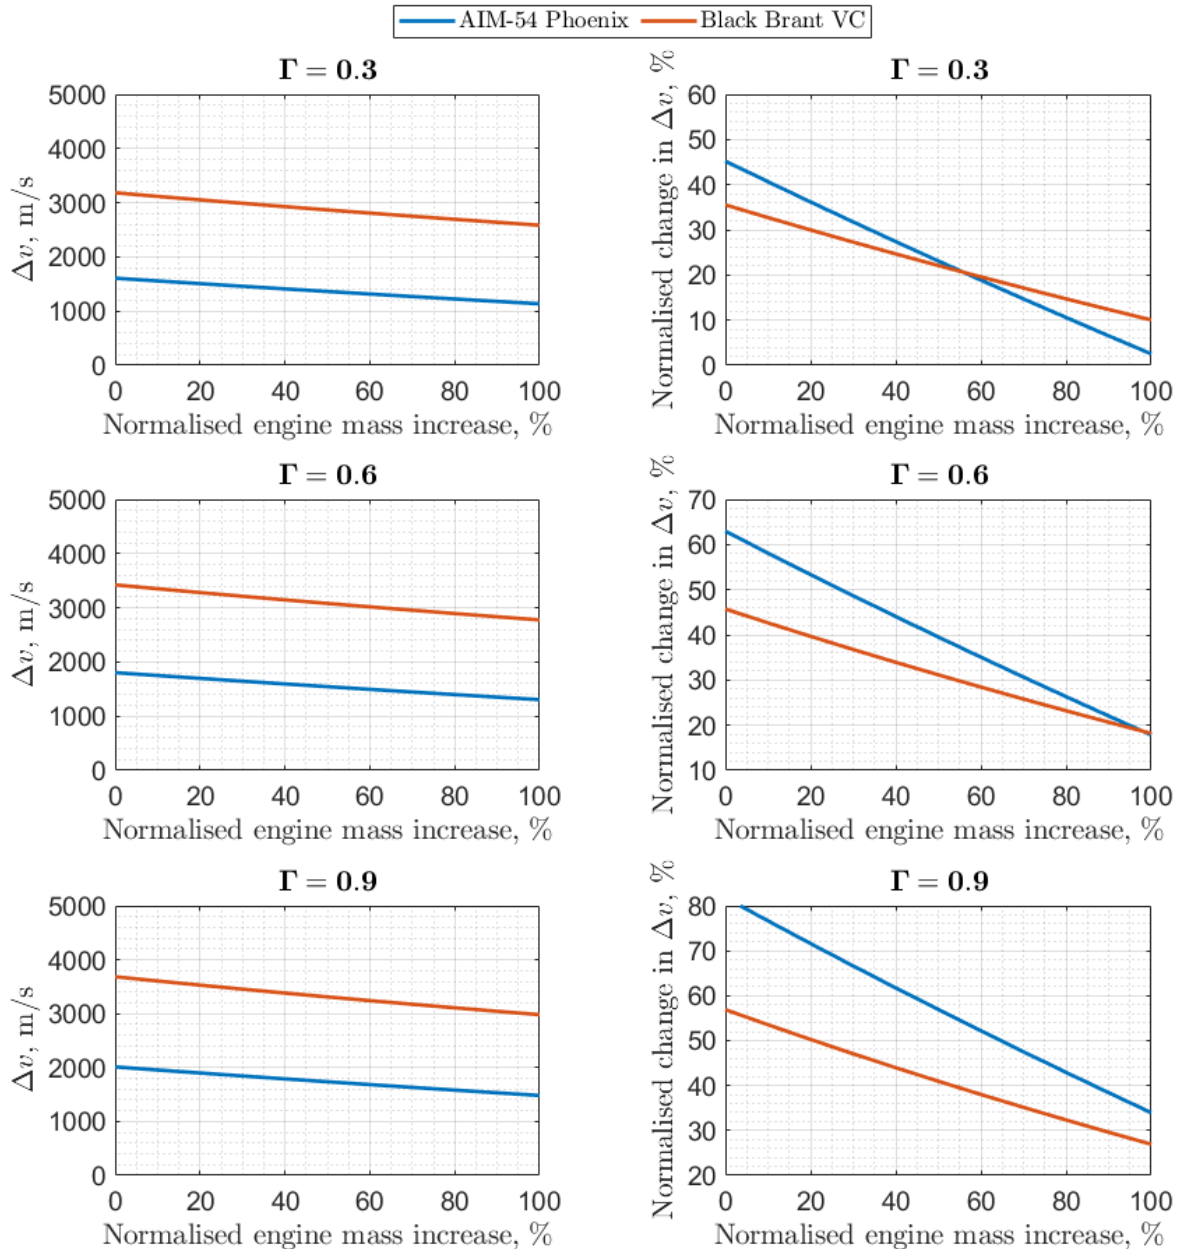 AIM-54 Phoenix Black Brant VC
Γ = 0.3
5000
4000
3000
2000
1000
0
Δv, m/s
0 20 40 60 80 100
Normalised engine mass increase, %
Γ = 0.3
60
50
40
30
20
10
0
Normalised change in Δv, %
0 20 40 60 80 100
Normalised engine mass increase, %
Γ = 0.6
5000
4000
3000
2000
1000
0
Δv, m/s
0 20 40 60 80 100
Normalised engine mass increase, %
Γ = 0.6
70
60
50
40
30
20
10
Normalised change in Δv, %
0 20 40 60 80 100
Normalised engine mass increase, %
Γ = 0.9
5000
4000
3000
2000
1000
0
Δv, m/s
0 20 40 60 80 100
Normalised engine mass increase, %
Γ = 0.9
80
70
60
50
40
30
20
Normalised change in Δv, %
0 20 40 60 80 100
Normalised engine mass increase, %